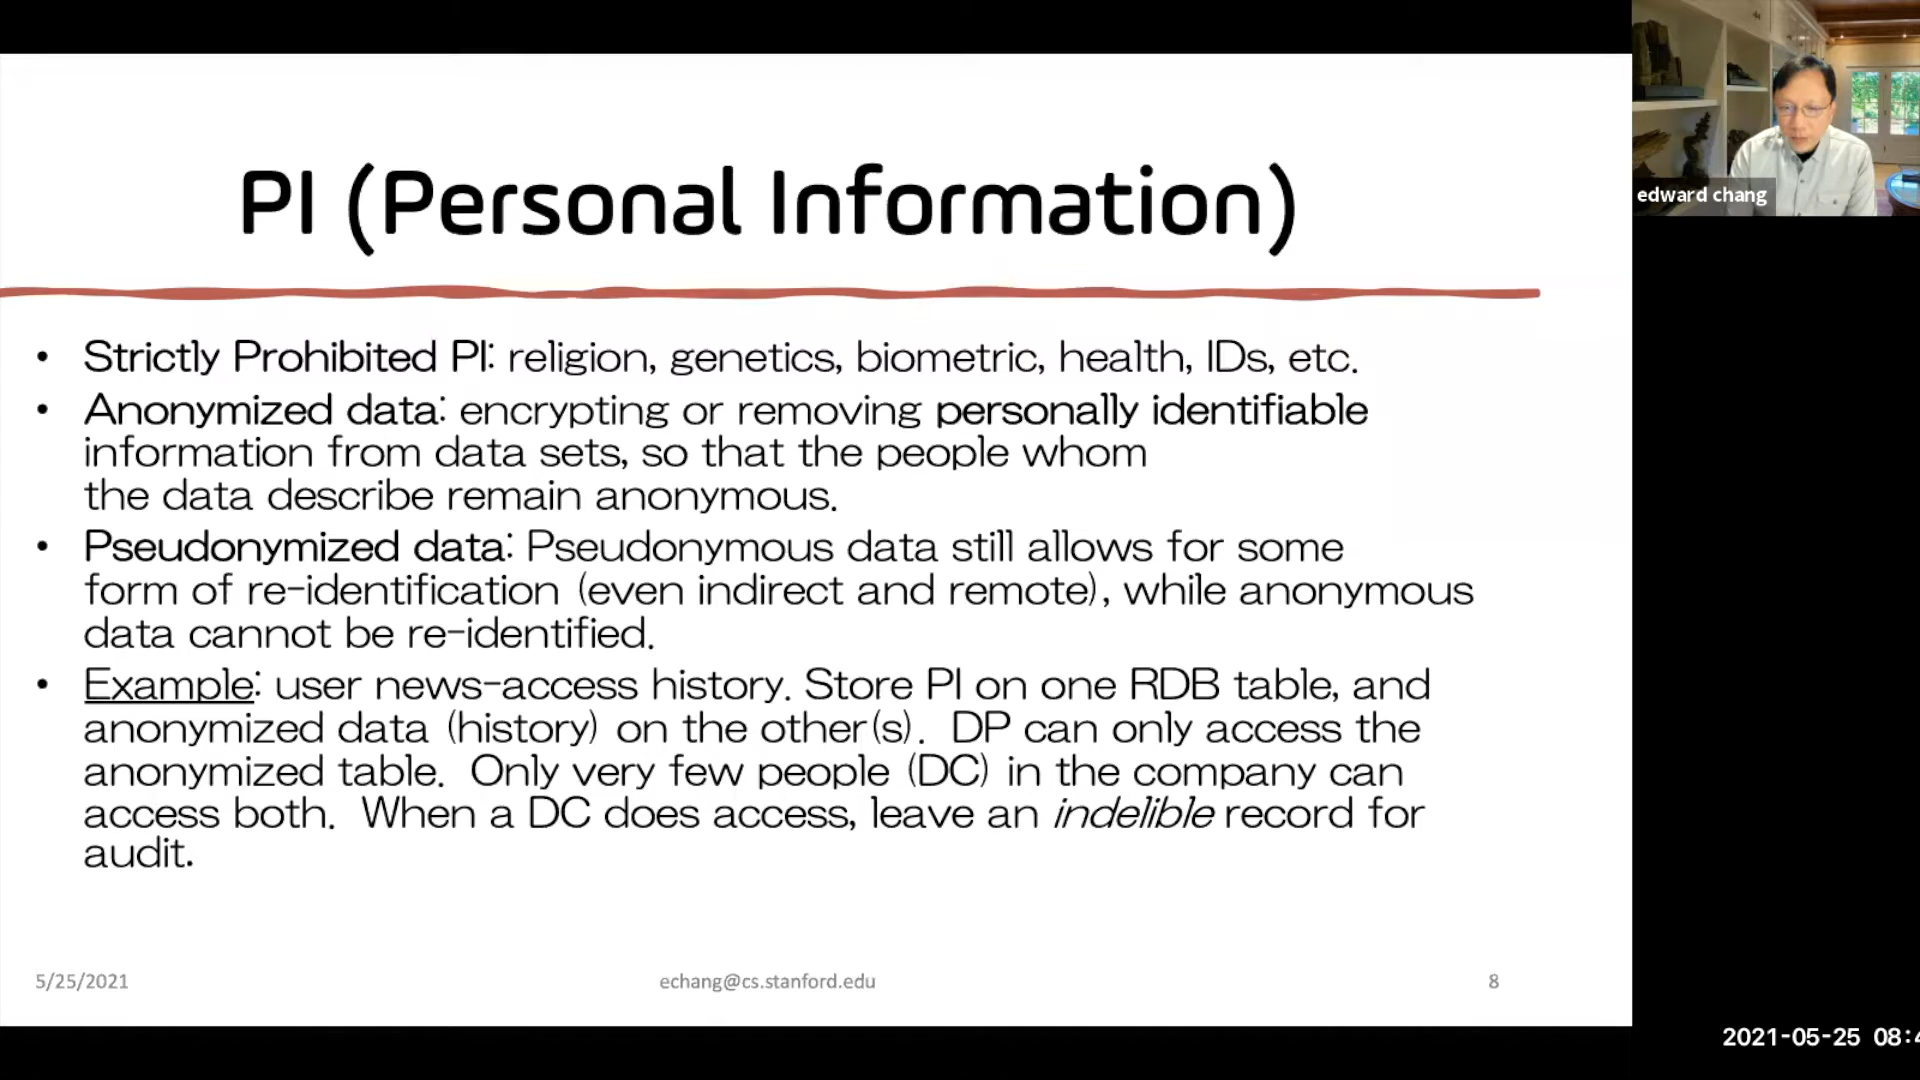 PI (Personal Information)
• Strictly Prohibited PI: religion, genetics, biometric, health, IDs, etc.
• Anonymized data: encrypting or removing personally identifiable
information from data sets, so that the people whom
the data describe remain anonymous.
• Pseudonymized data: Pseudonymous data still allows for some
form of re-identification (even indirect and remote), while anonymous
data cannot be re-identified.
• Example: user news-access history. Store PI on one RDB table, and
anonymized data (history) on the other(s). DP can only access the
anonymized table. Only very few people (DC) in the company can
access both. When a DC does access, leave an indelible record for
audit.
5/25/2021
echang@cs.stanford.edu
8
edward chang
2021-05-25 08: